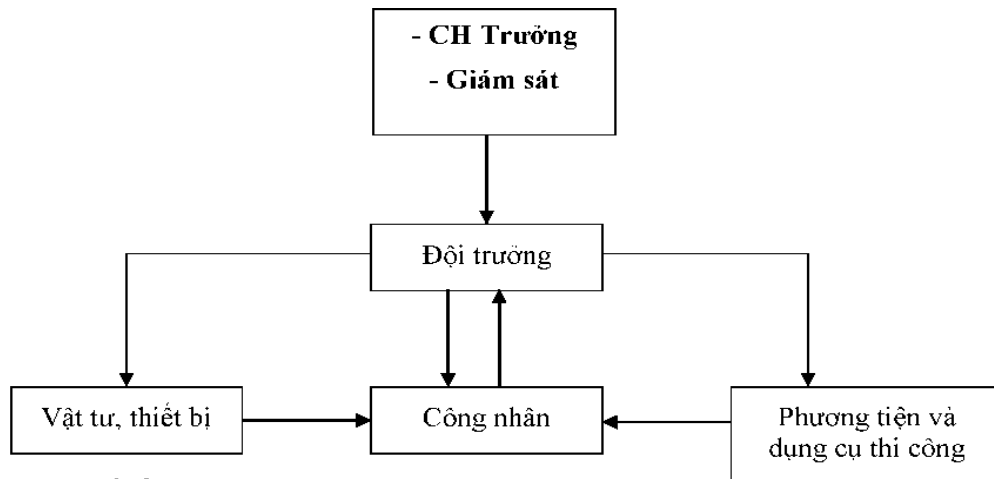 - CH Trưởng
- Giám sát
Đội trưởng
Vật tư, thiết bị
Công nhân
Phương tiện và
dụng cụ thi công